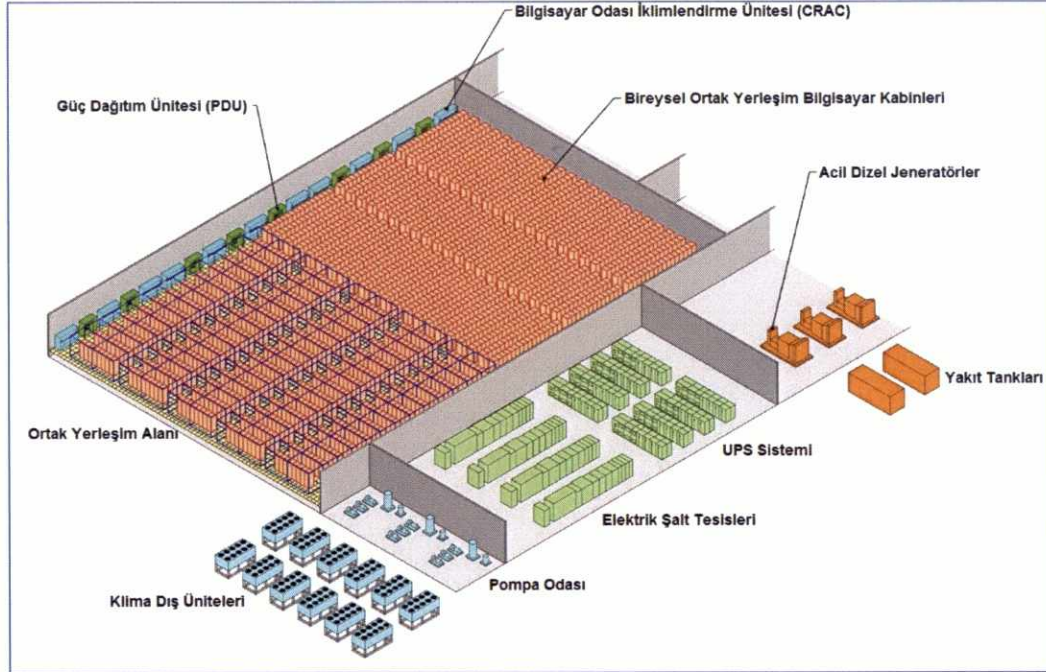 Bilgisayar Odası İklimlendirme Ünitesi (CRAC)
Güç Dağıtım Ünitesi (PDU)
Bireysel Ortak Yerleşim Bilgisayar Kabinleri
Acil Dizel Jeneratörler
Yakıt Tankları
Ortak Yerleşim Alanı
UPS Sistemi
Elektrik Şalt Tesisleri
Pompa Odası
Klima Dış Üniteleri